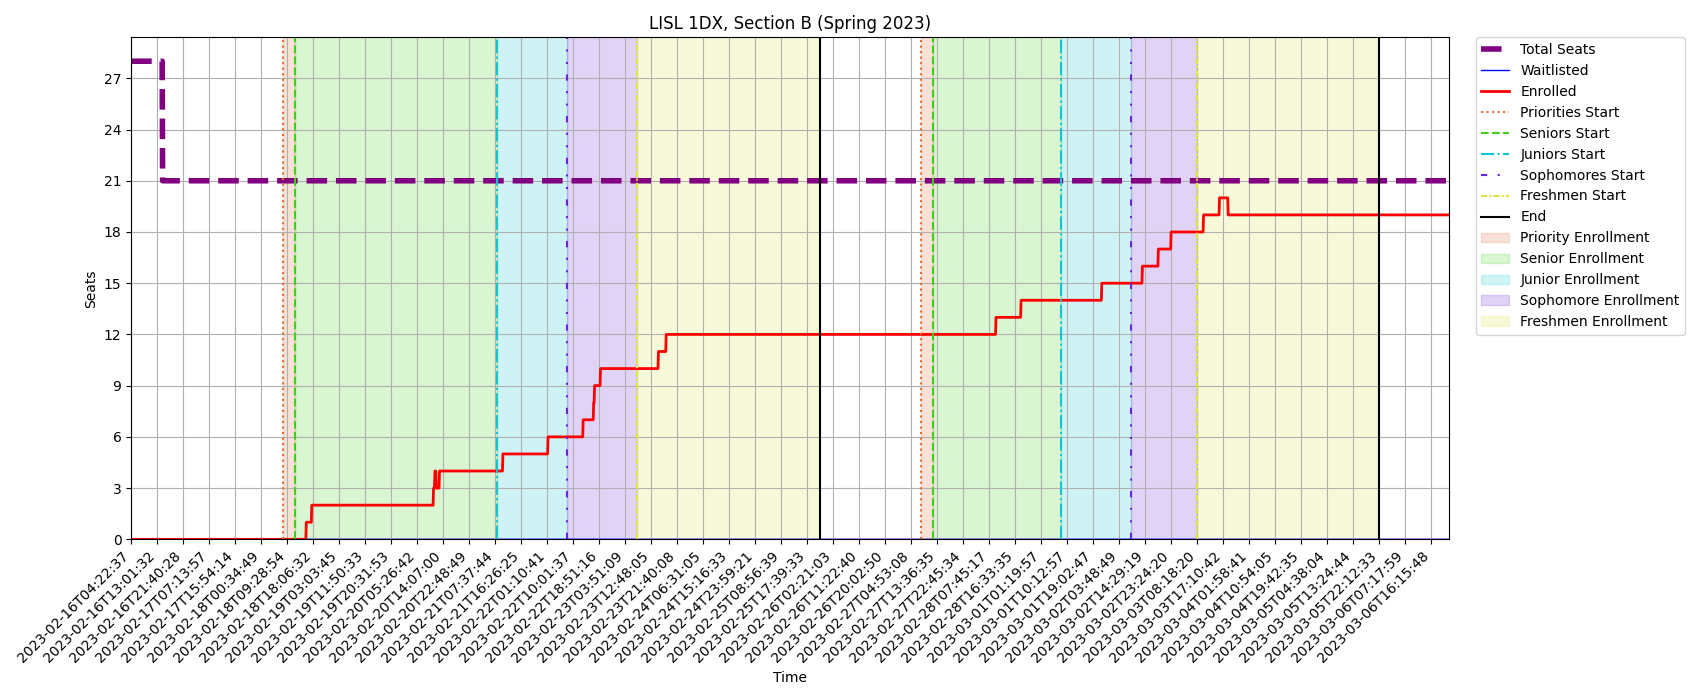 LISL 1DX, Section B (Spring 2023)
Seats
27
24
21
18
15
12
9
6
3
0
2023-02-16T04:22:37
2023-02-16T13:01:32
2023-02-16T21:40:28
2023-02-17T07:13:57
2023-02-17T15:54:14
2023-02-18T00:34:49
2023-02-18T09:28:54
2023-02-18T18:06:32
2023-02-19T03:03:45
2023-02-19T11:50:33
2023-02-19T20:31:53
2023-02-20T05:26:42
2023-02-20T14:07:00
2023-02-20T22:48:49
2023-02-21T07:37:44
2023-02-21T16:26:25
2023-02-22T01:10:41
2023-02-22T10:01:37
2023-02-22T18:51:16
2023-02-23T03:51:09
2023-02-23T12:48:05
2023-02-23T21:40:08
2023-02-24T06:31:05
2023-02-24T15:16:33
2023-02-24T23:59:21
2023-02-25T08:56:39
2023-02-25T17:39:33
2023-02-26T02:21:03
2023-02-26T11:22:40
2023-02-26T20:02:50
2023-02-27T04:53:08
2023-02-27T13:36:35
2023-02-27T22:45:34
2023-02-28T07:45:17
2023-02-28T16:33:35
2023-03-01T01:19:57
2023-03-01T10:12:57
2023-03-01T19:02:47
2023-03-02T03:48:49
2023-03-02T14:29:19
2023-03-02T23:24:20
2023-03-03T08:18:20
2023-03-03T17:10:42
2023-03-04T01:58:41
2023-03-04T10:54:05
2023-03-04T19:42:35
2023-03-05T04:38:04
2023-03-05T13:24:44
2023-03-05T22:12:33
2023-03-06T07:17:59
2023-03-06T16:15:48
Time
Total Seats
Waitlisted
Enrolled
Priorities Start
Seniors Start
Juniors Start
Sophomores Start
Freshmen Start
End
Priority Enrollment
Senior Enrollment
Junior Enrollment
Sophomore Enrollment
Freshmen Enrollment